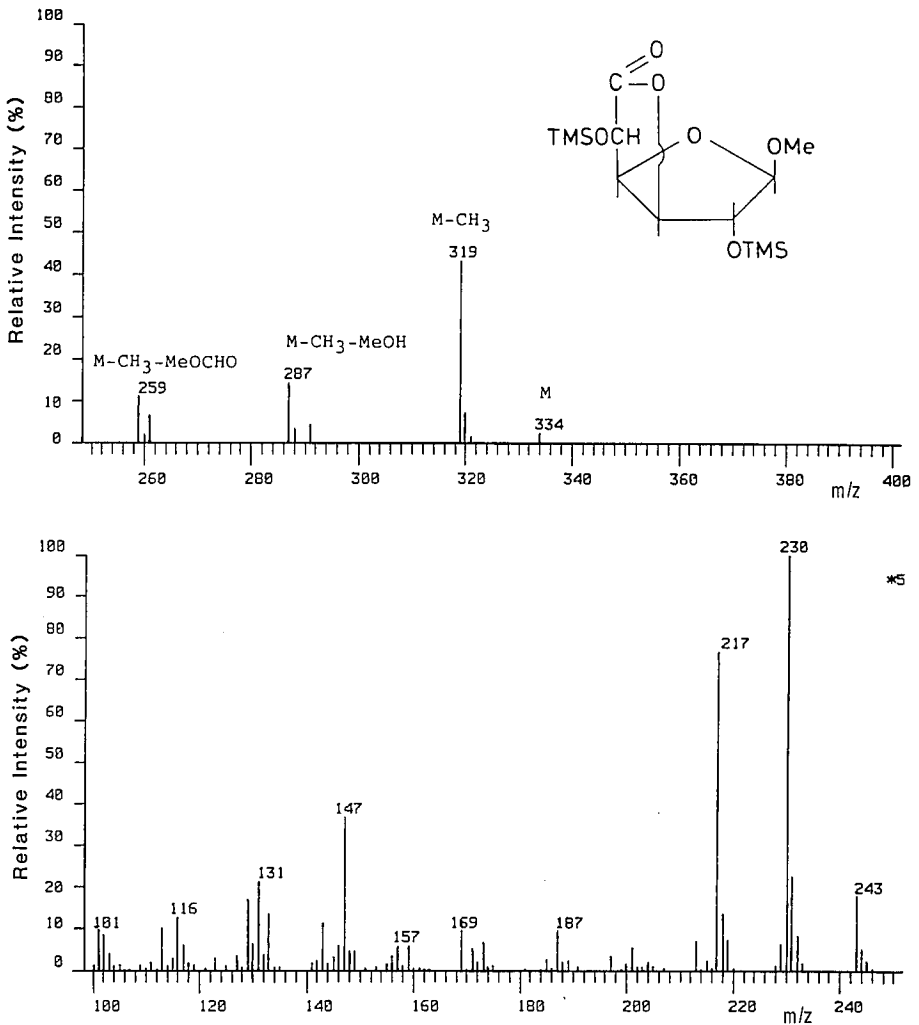 100
90
80
70
60
50
40
30
20
10
0
Relative Intensity (%)
M-CH3-MeOCHO
259
M-CH3-MeOH
287
M-CH3
319
M
334
O
C—O
TMSOCH
O
OMe
OTMS
260 280 300 320 340 360 380 400
m/z
100
90
80
70
60
50
40
30
20
10
0
Relative Intensity (%)
101
116
131
147
157
169
187
217
230
243
*5
100 120 140 160 180 200 220 240
m/z